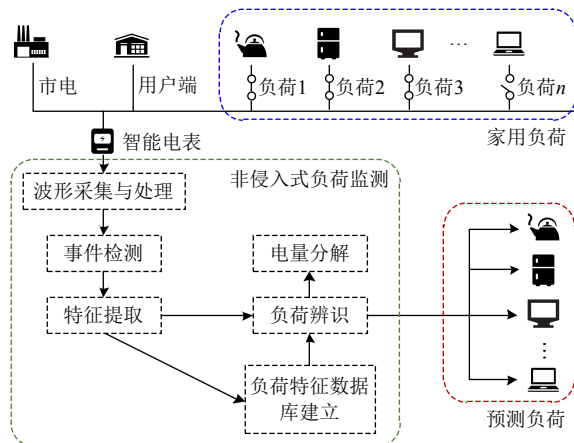 市电
用户端
负荷1
负荷2
负荷3
…
负荷n
智能电表
家用负荷
波形采集与处理
非侵入式负荷监测
事件检测
电量分解
特征提取
负荷辨识
负荷特征数据
库建立
⋮
预测负荷